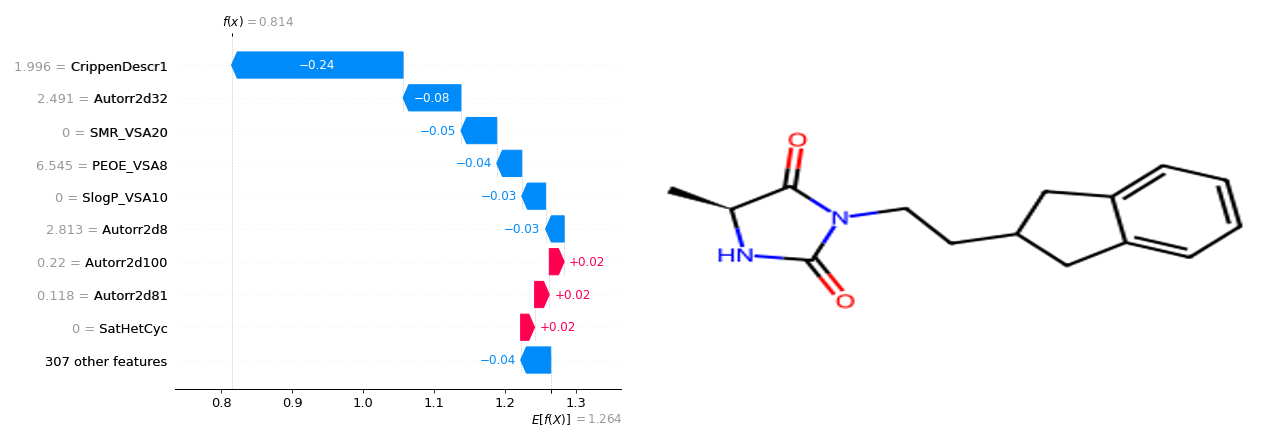 f(x) = 0.814
1.996 = CrippenDescr1
−0.24
2.491 = Autorr2d32
−0.08
0 = SMR_VSA20
−0.05
6.545 = PEOE_VSA8
−0.04
0 = SlogP_VSA10
−0.03
2.813 = Autorr2d8
−0.03
0.22 = Autorr2d100
+0.02
0.118 = Autorr2d81
+0.02
0 = SatHetCyc
+0.02
307 other features
−0.04
0.8 0.9 1.0 1.1 1.2 1.3
E[f(X)] = 1.264
O
N
HN
O